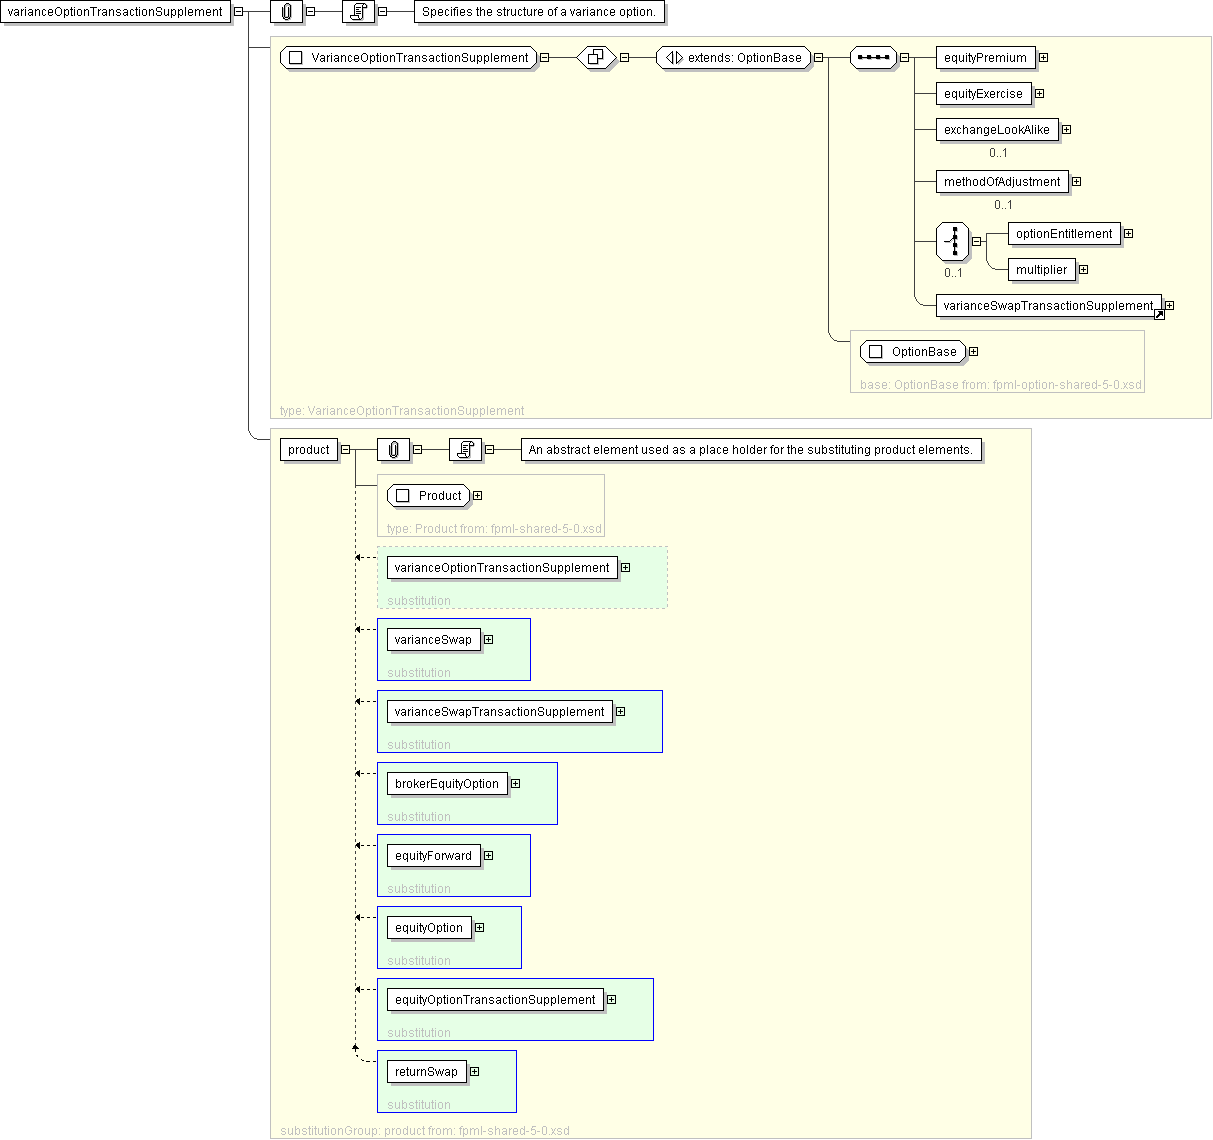 varianceOptionTransactionSupplement
Specifies the structure of a variance option.
VarianceOptionTransactionSupplement
extends: OptionBase
equityPremium
equityExercise
exchangeLookAlike
0..1
methodOfAdjustment
0..1
optionEntitlement
0..1
multiplier
varianceSwapTransactionSupplement
OptionBase
base: OptionBase from: fpml-option-shared-5-0.xsd
type: VarianceOptionTransactionSupplement
product
An abstract element used as a place holder for the substituting product elements.
Product
type: Product from: fpml-shared-5-0.xsd
varianceOptionTransactionSupplement
substitution
varianceSwap
substitution
varianceSwapTransactionSupplement
substitution
brokerEquityOption
substitution
equityForward
substitution
equityOption
substitution
equityOptionTransactionSupplement
substitution
returnSwap
substitution
substitutionGroup: product from: fpml-shared-5-0.xsd